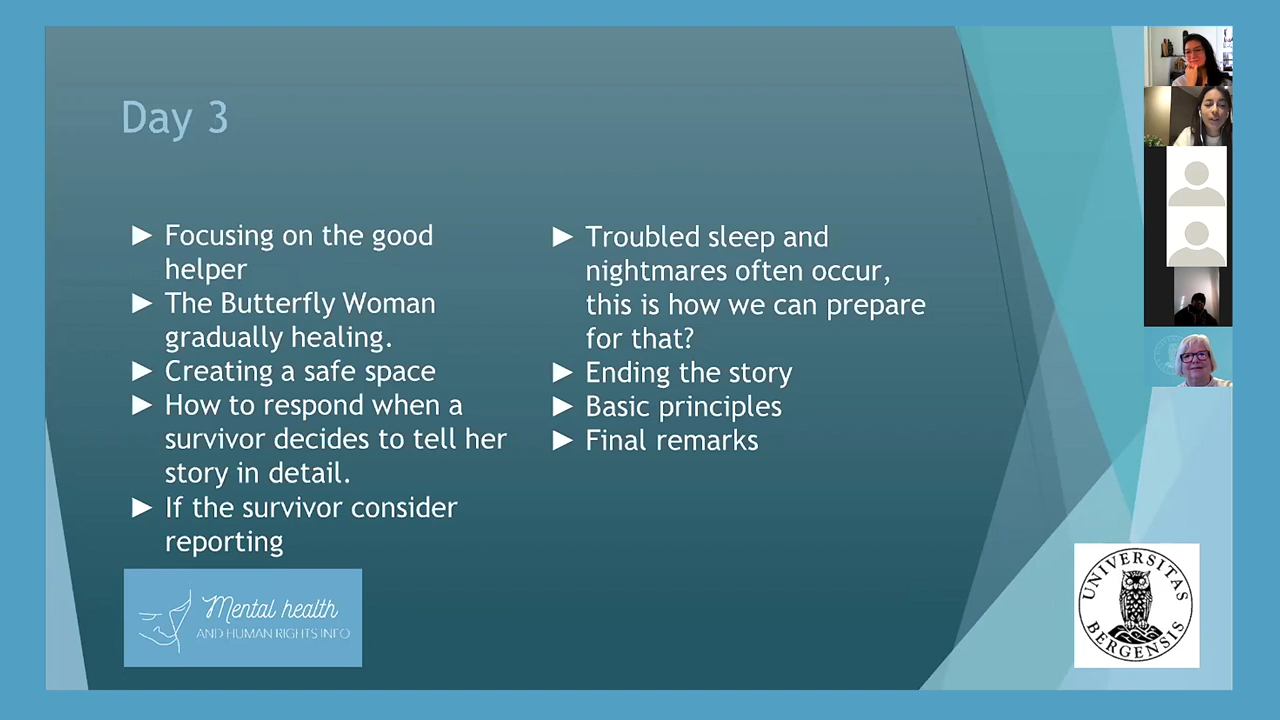 Day 3
► Focusing on the good
helper
► The Butterfly Woman
gradually healing.
► Creating a safe space
► How to respond when a
survivor decides to tell her
story in detail.
► If the survivor consider
reporting
► Troubled sleep and
nightmares often occur,
this is how we can prepare
for that?
► Ending the story
► Basic principles
► Final remarks
Mental health
AND HUMAN RIGHTS INFO
UNIVERSITAS
BERGENSIS